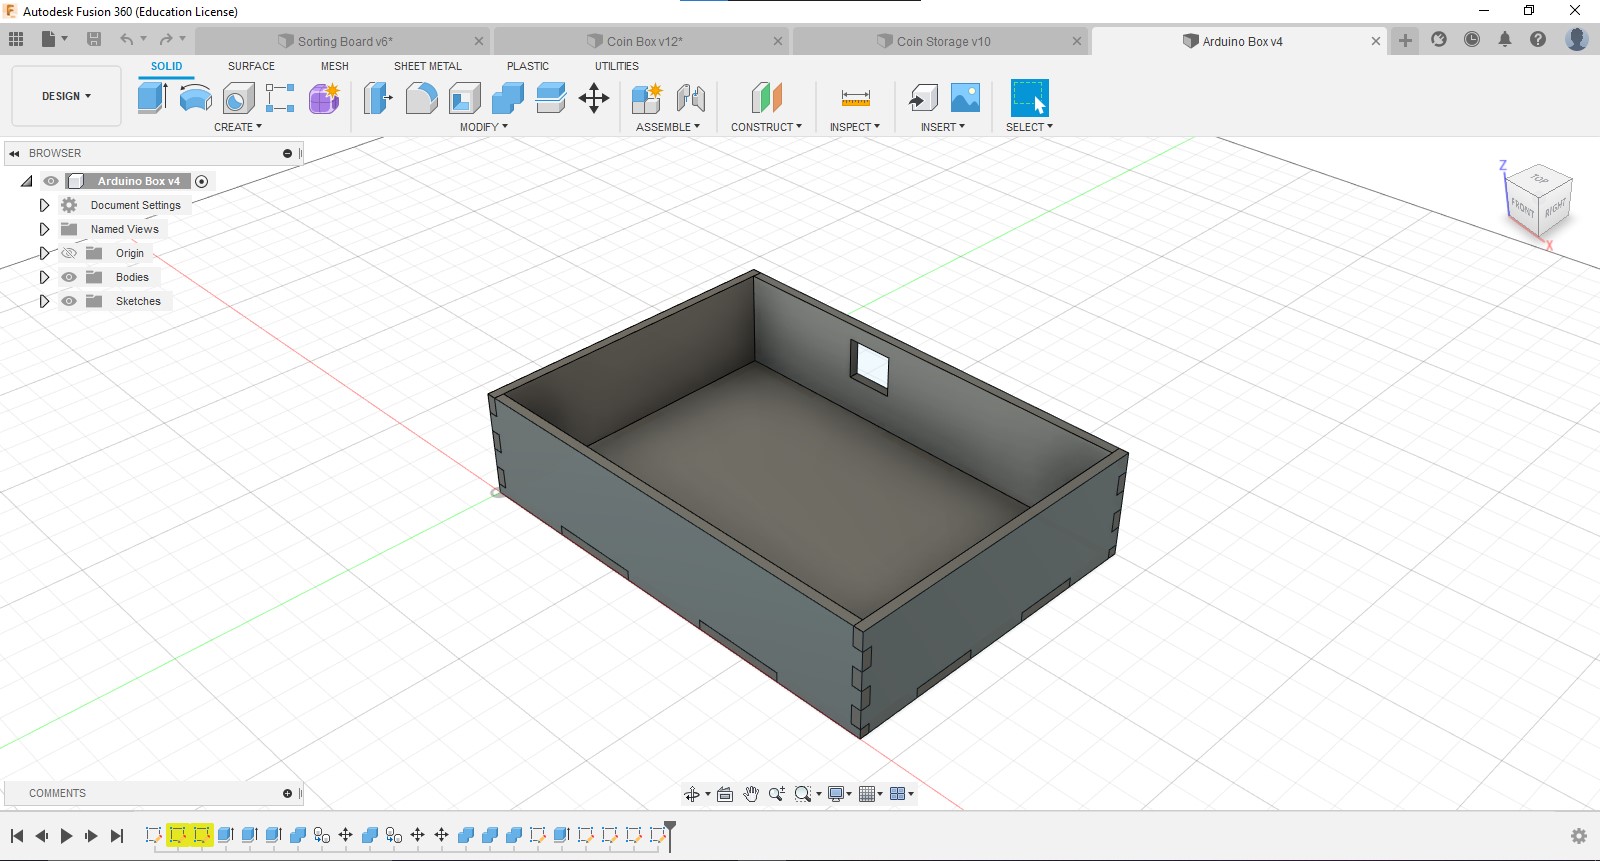 Autodesk Fusion 360 (Education License)
Sorting Board v6*
Coin Box v12*
Coin Storage v10
Arduino Box v4
SOLID
SURFACE
MESH
SHEET METAL
PLASTIC
UTILITIES
DESIGN
CREATE
MODIFY
ASSEMBLE
CONSTRUCT
INSPECT
INSERT
SELECT
BROWSER
Arduino Box v4
Document Settings
Named Views
Origin
Bodies
Sketches
Z
TOP
FRONT
RIGHT
X
COMMENTS